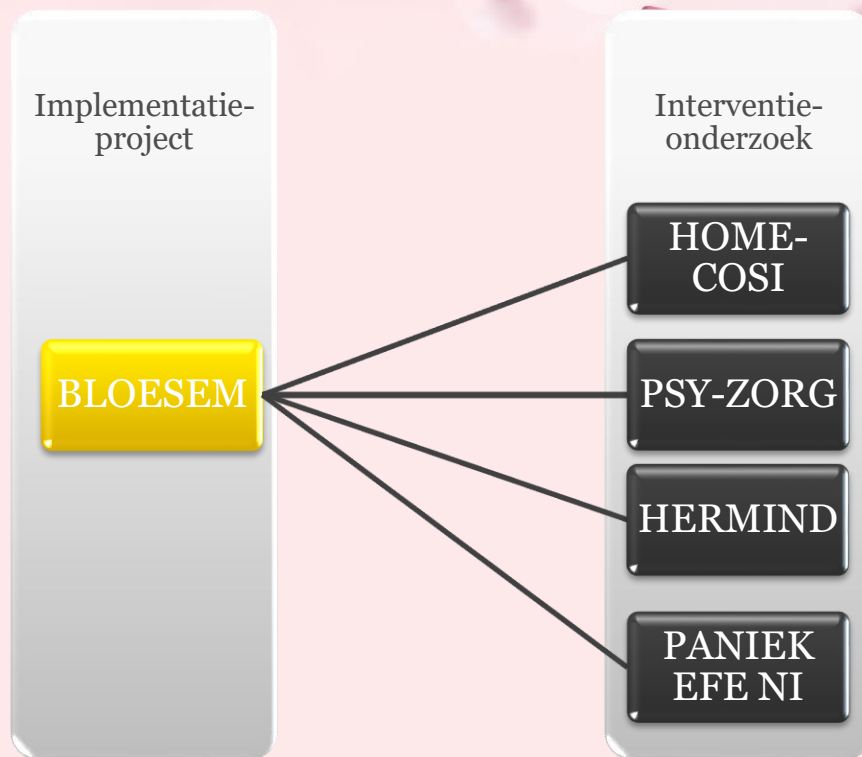 Implementatie-
project
BLOESEM
Interventie-
onderzoek
HOME-
COSI
PSY-ZORG
HERMIND
PANIEK
EFE NI